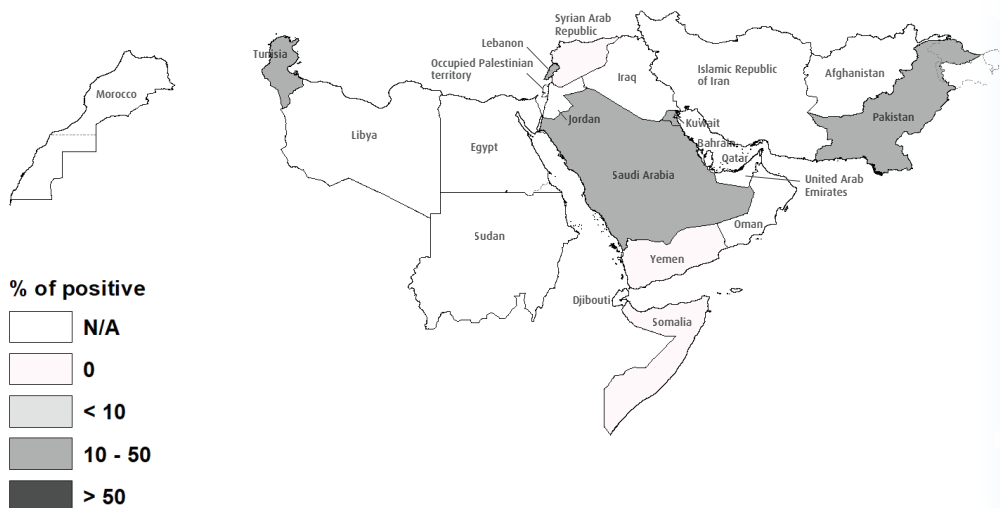 Syrian Arab
Republic
Lebanon
Occupied Palestinian
territory
Tunisia
Morocco
Libya
Egypt
Sudan
Iraq
Jordan
Islamic Republic
of Iran
Afghanistan
Pakistan
KuWait
Bahrain
Qatar
Saudi Arabia
United Arab
Emirates
Oman
Yemen
Djibouti
Somalia
% of positive
N/A
0
< 10
10 - 50
> 50